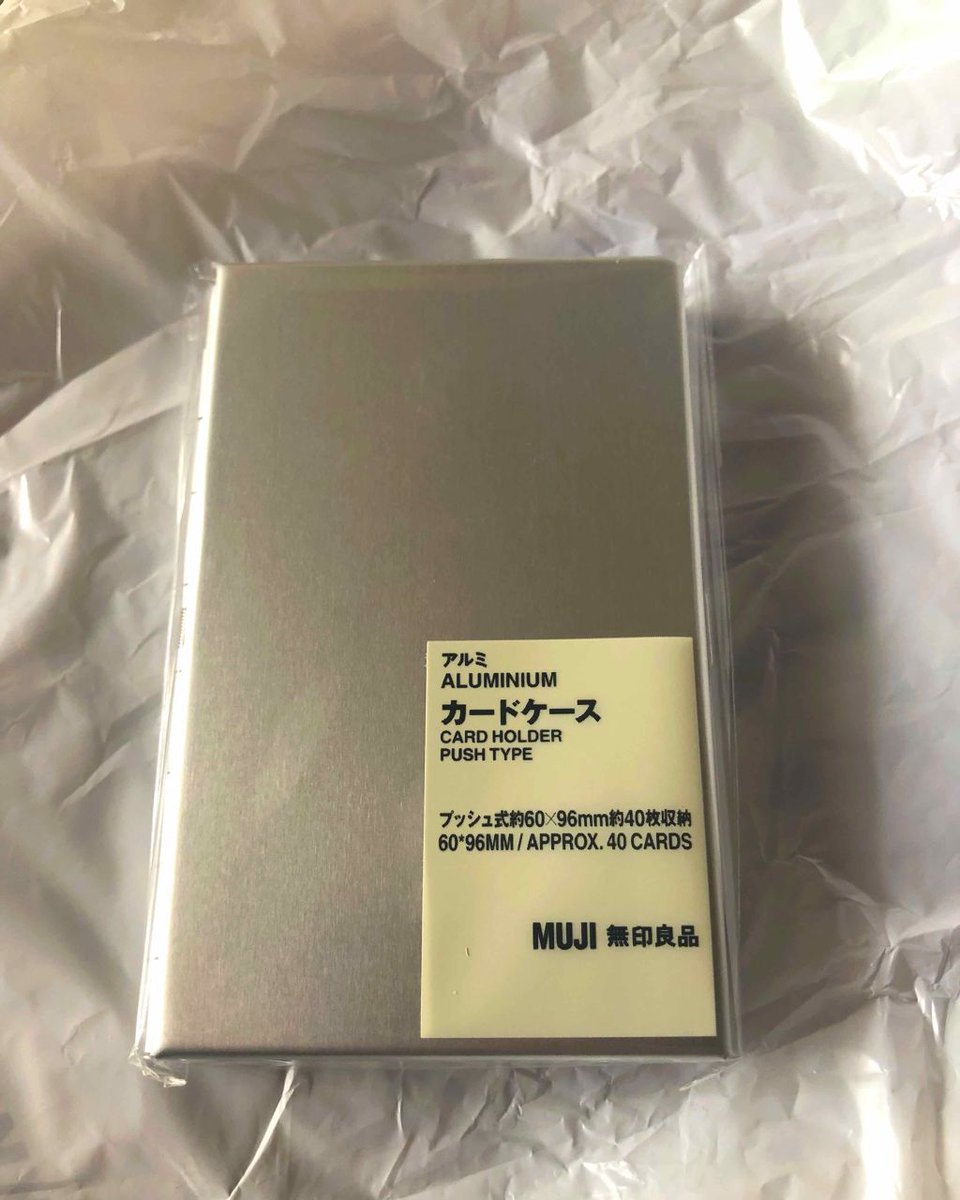 アルミ
ALUMINIUM
カードケース
CARD HOLDER
PUSH TYPE
プッシュ式約60×96mm約40枚収納
60*96MM / APPROX. 40 CARDS
MUJI 無印良品